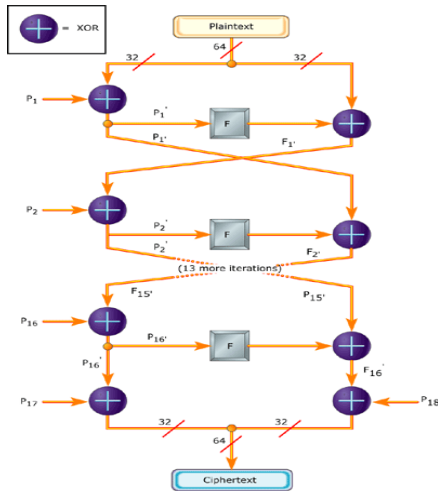 = XOR
Plaintext
64
32 32
P1
P1' F
P1' F1'
P2
P2' F
P2' F2'
(13 more iterations)
F15' P15'
P16
P16' F
P16' F16'
P17 P18
32 32
64
Ciphertext